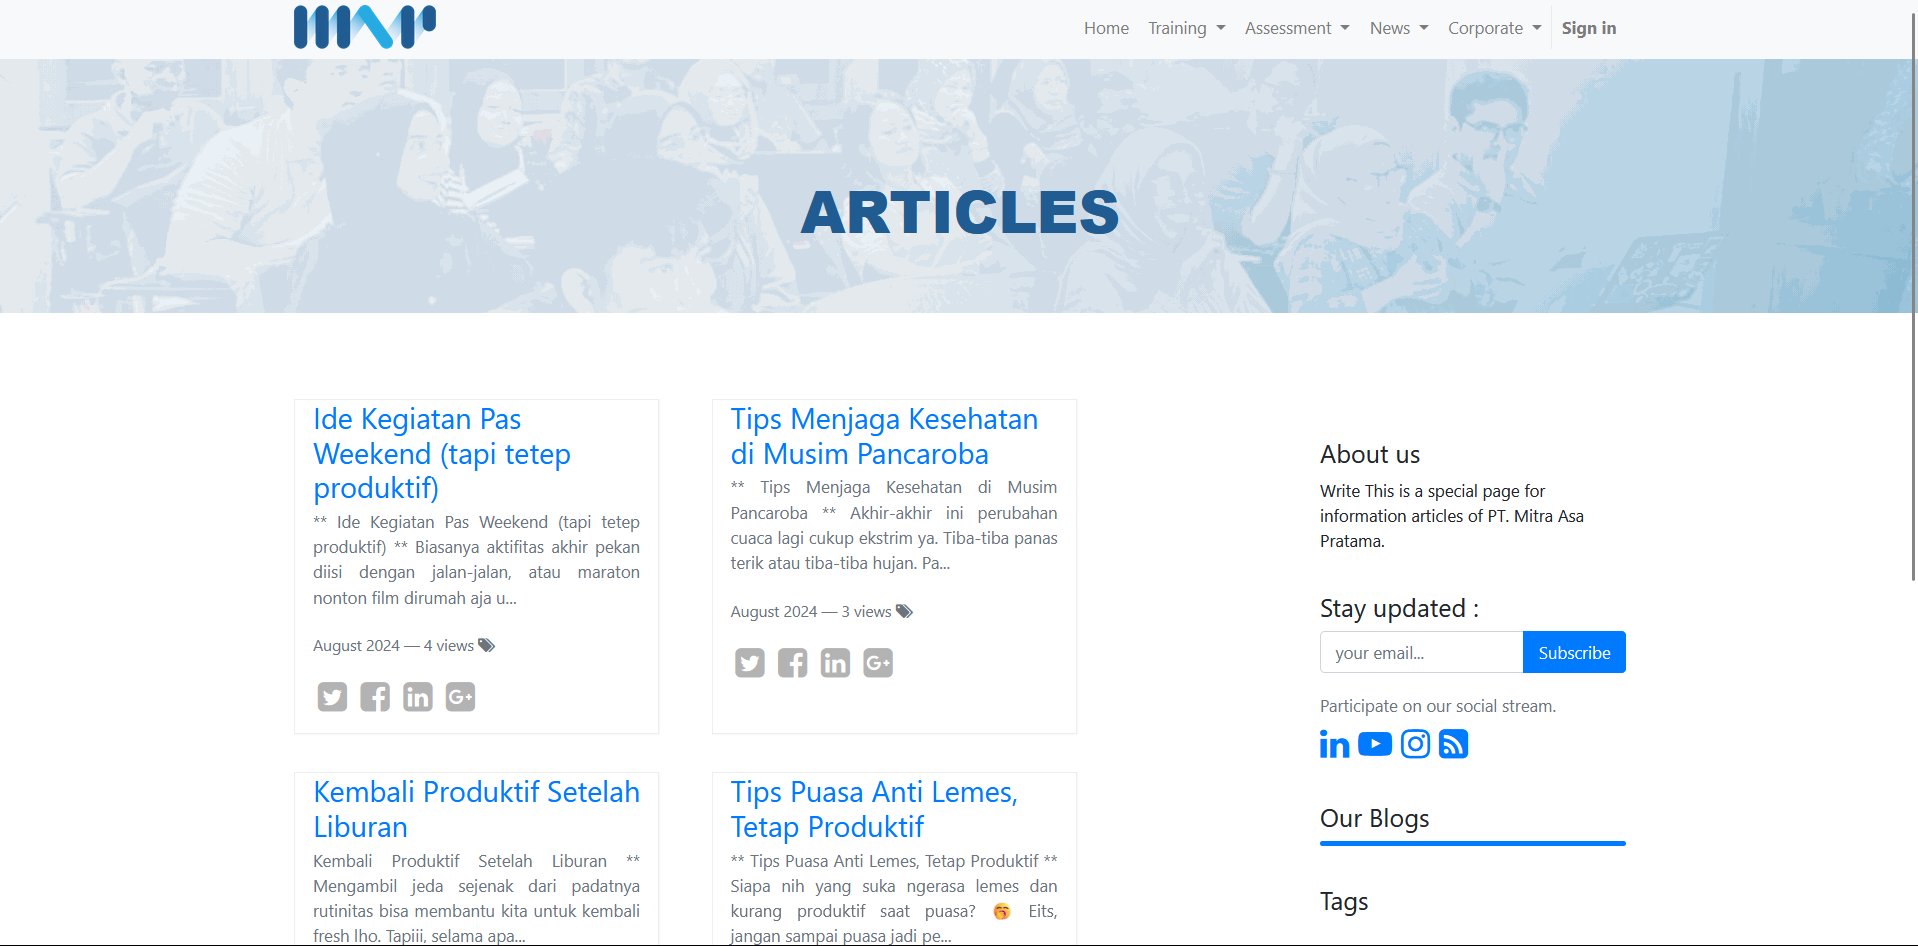 MAP
Home Training Assessment News Corporate Sign in
ARTICLES
Ide Kegiatan Pas
Weekend (tapi tetep
produktif)
** Ide Kegiatan Pas Weekend (tapi tetep
produktif) ** Biasanya aktifitas akhir pekan
diisi dengan jalan-jalan, atau maraton
nonton film dirumah aja u...
August 2024 — 4 views
Tips Menjaga Kesehatan
di Musim Pancaroba
** Tips Menjaga Kesehatan di Musim
Pancaroba ** Akhir-akhir ini perubahan
cuaca lagi cukup ekstrim ya. Tiba-tiba panas
terik atau tiba-tiba hujan. Pa...
August 2024 — 3 views
Kembali Produktif Setelah
Liburan
Kembali Produktif Setelah Liburan **
Mengambil jeda sejenak dari padatnya
rutinitas bisa membantu kita untuk kembali
fresh lho. Tapiii, selama apa...
Tips Puasa Anti Lemes,
Tetap Produktif
** Tips Puasa Anti Lemes, Tetap Produktif **
Siapa nih yang suka ngerasa lemes dan
kurang produktif saat puasa? 🥱 Eits,
jangan sampai puasa jadi pe...
About us
Write This is a special page for
information articles of PT. Mitra Asa
Pratama.
Stay updated :
your email... Subscribe
Participate on our social stream.
Our Blogs
Tags